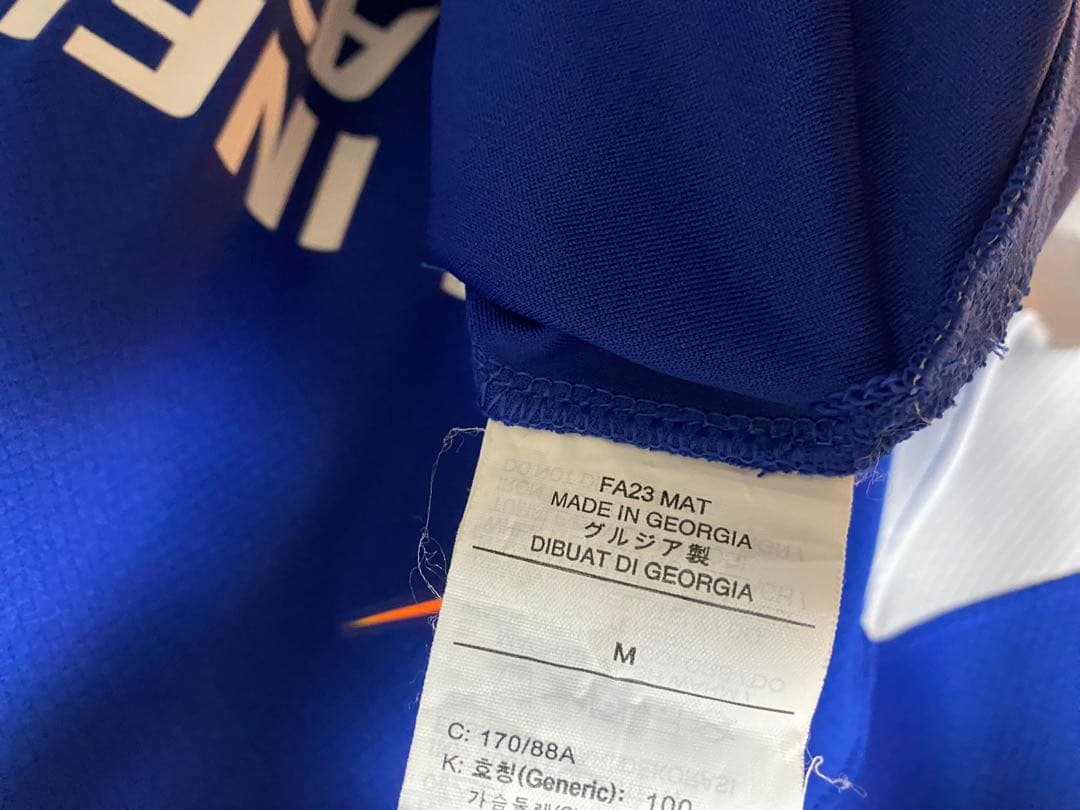 IN
FA23 MAT
MADE IN GEORGIA
グルジア製
DIBUAT DI GEORGIA
M
C: 170/88A
K: 호칭(Generic): 100